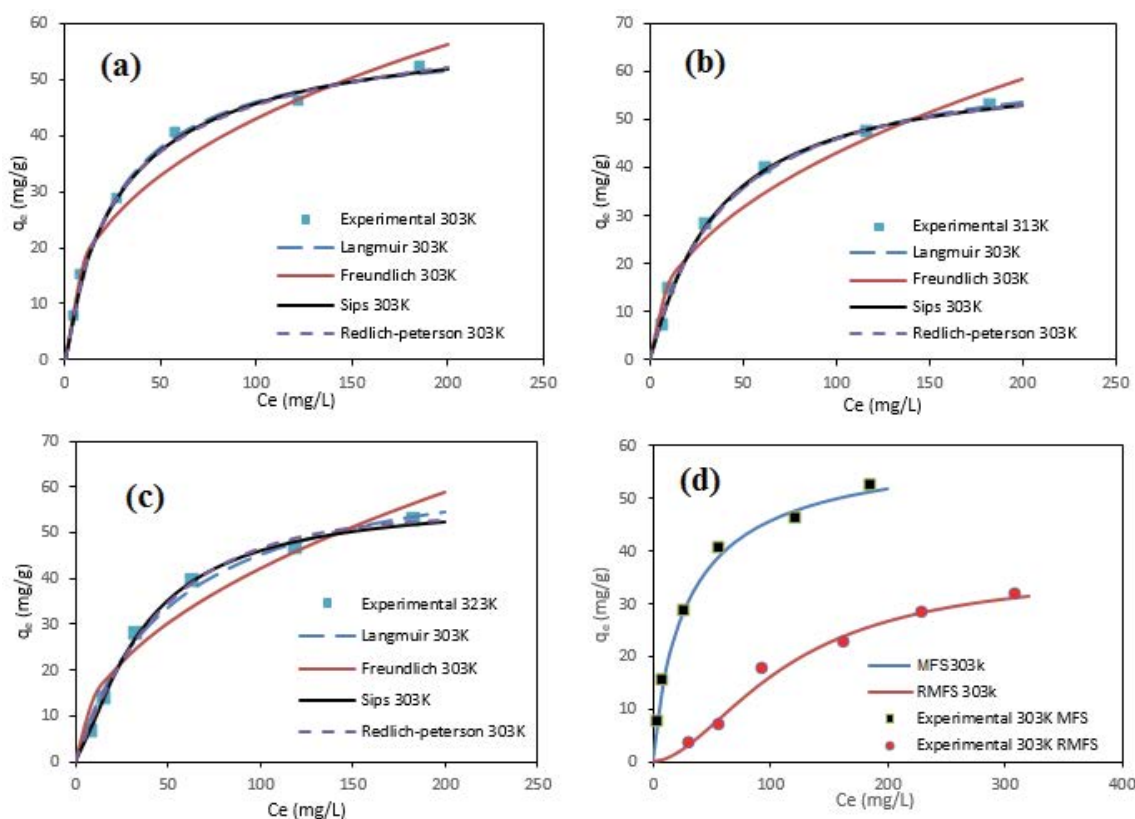 (a)
60
50
40
30
20
10
0
qe (mg/g)
0 50 100 150 200 250
Ce (mg/L)
Experimental 303K
Langmuir 303K
Freundlich 303K
Sips 303K
Redlich-peterson 303K
(b)
70
60
50
40
30
20
10
0
qe (mg/g)
0 50 100 150 200 250
Ce (mg/L)
Experimental 313K
Langmuir 303K
Freundlich 303K
Sips 303K
Redlich-peterson 303K
(c)
70
60
50
40
30
20
10
0
qe (mg/g)
0 50 100 150 200 250
Ce (mg/L)
Experimental 323K
Langmuir 303K
Freundlich 303K
Sips 303K
Redlich-peterson 303K
(d)
60
50
40
30
20
10
0
qe (mg/g)
0 100 200 300 400
Ce (mg/L)
MFS303k
RMFS 303k
Experimental 303K MFS
Experimental 303K RMFS